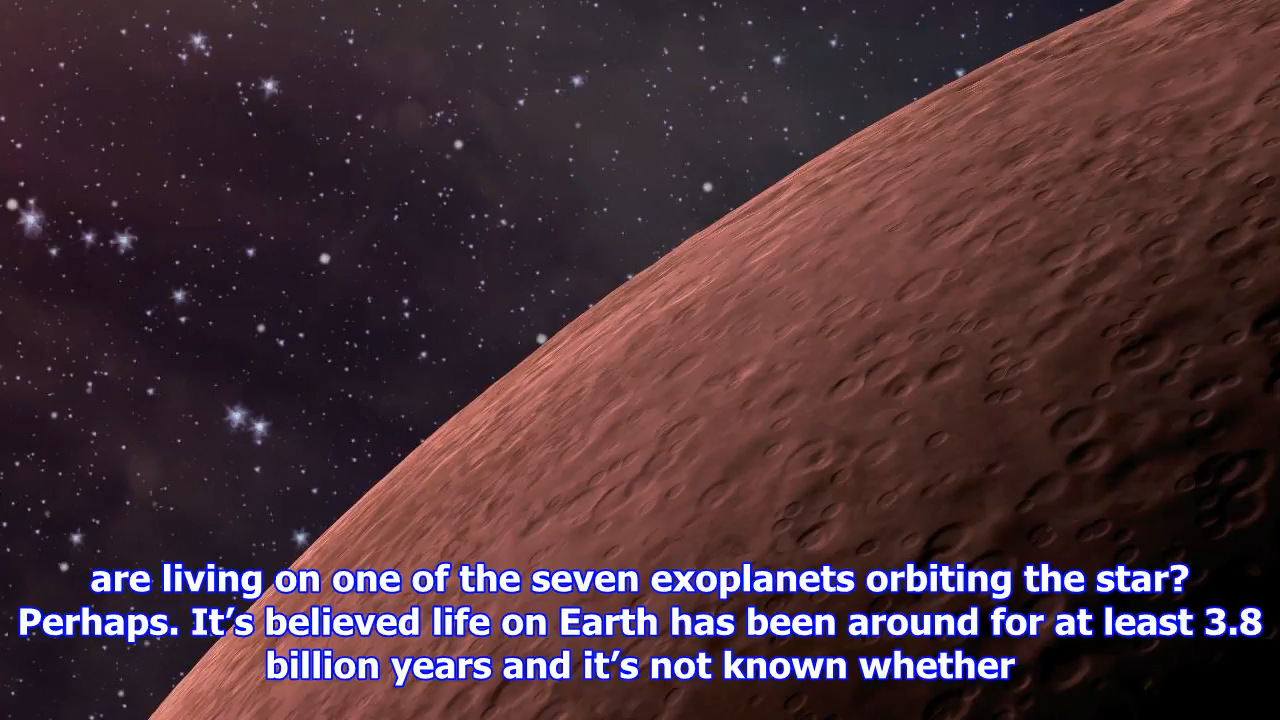 are living on one of the seven exoplanets orbiting the star?
Perhaps. It’s believed life on Earth has been around for at least 3.8
billion years and it’s not known whether